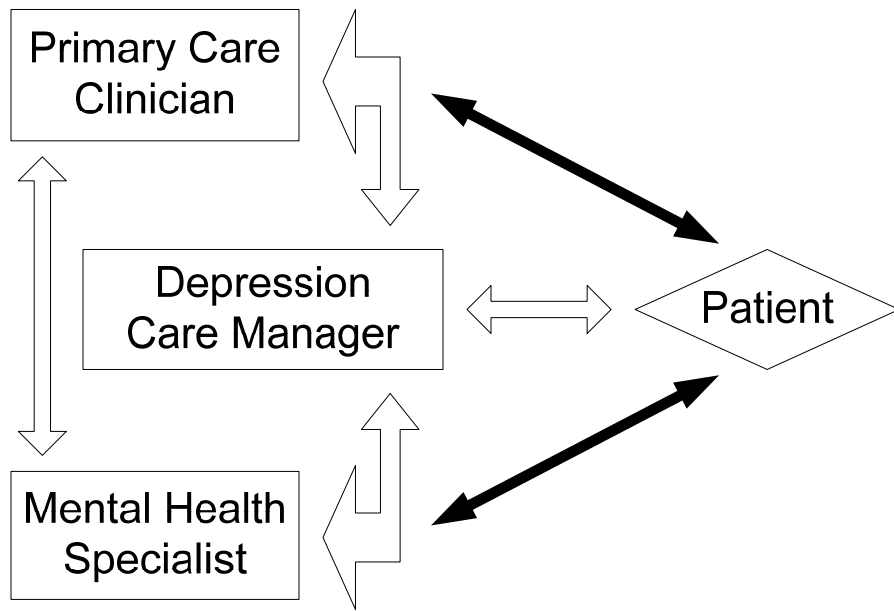 Primary Care
Clinician
Depression
Care Manager
Patient
Mental Health
Specialist